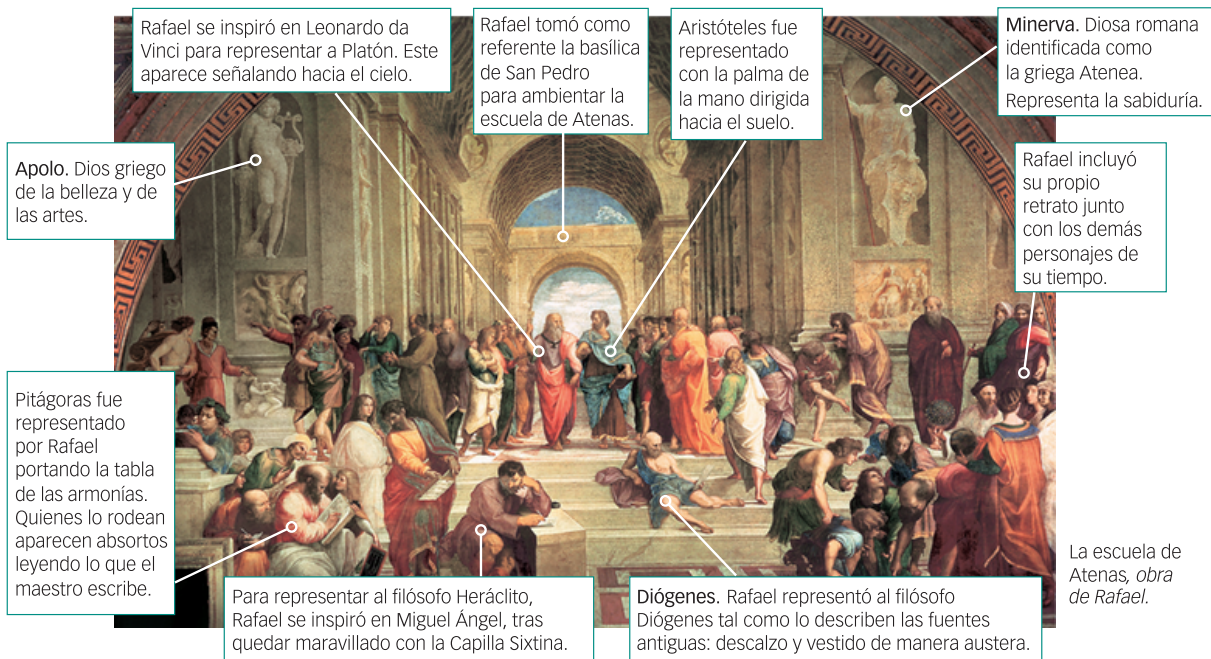 Rafael se inspiró en Leonardo da
Vinci para representar a Platón. Este
aparece señalando hacia el cielo.
Rafael tomó como
referente la basílica
de San Pedro
para ambientar la
escuela de Atenas.
Aristóteles fue
representado
con la palma de
la mano dirigida
hacia el suelo.
Minerva. Diosa romana
identificada como
la griega Atenea.
Representa la sabiduría.
Apolo. Dios griego
de la belleza y de
las artes.
Rafael incluyó
su propio
retrato junto
con los demás
personajes de
su tiempo.
Pitágoras fue
representado
por Rafael
portando la tabla
de las armonías.
Quienes lo rodean
aparecen absortos
leyendo lo que el
maestro escribe.
Para representar al filósofo Heráclito,
Rafael se inspiró en Miguel Ángel, tras
quedar maravillado con la Capilla Sixtina.
Diógenes. Rafael representó al filósofo
Diógenes tal como lo describen las fuentes
antiguas: descalzo y vestido de manera austera.
La escuela de
Atenas, obra
de Rafael.